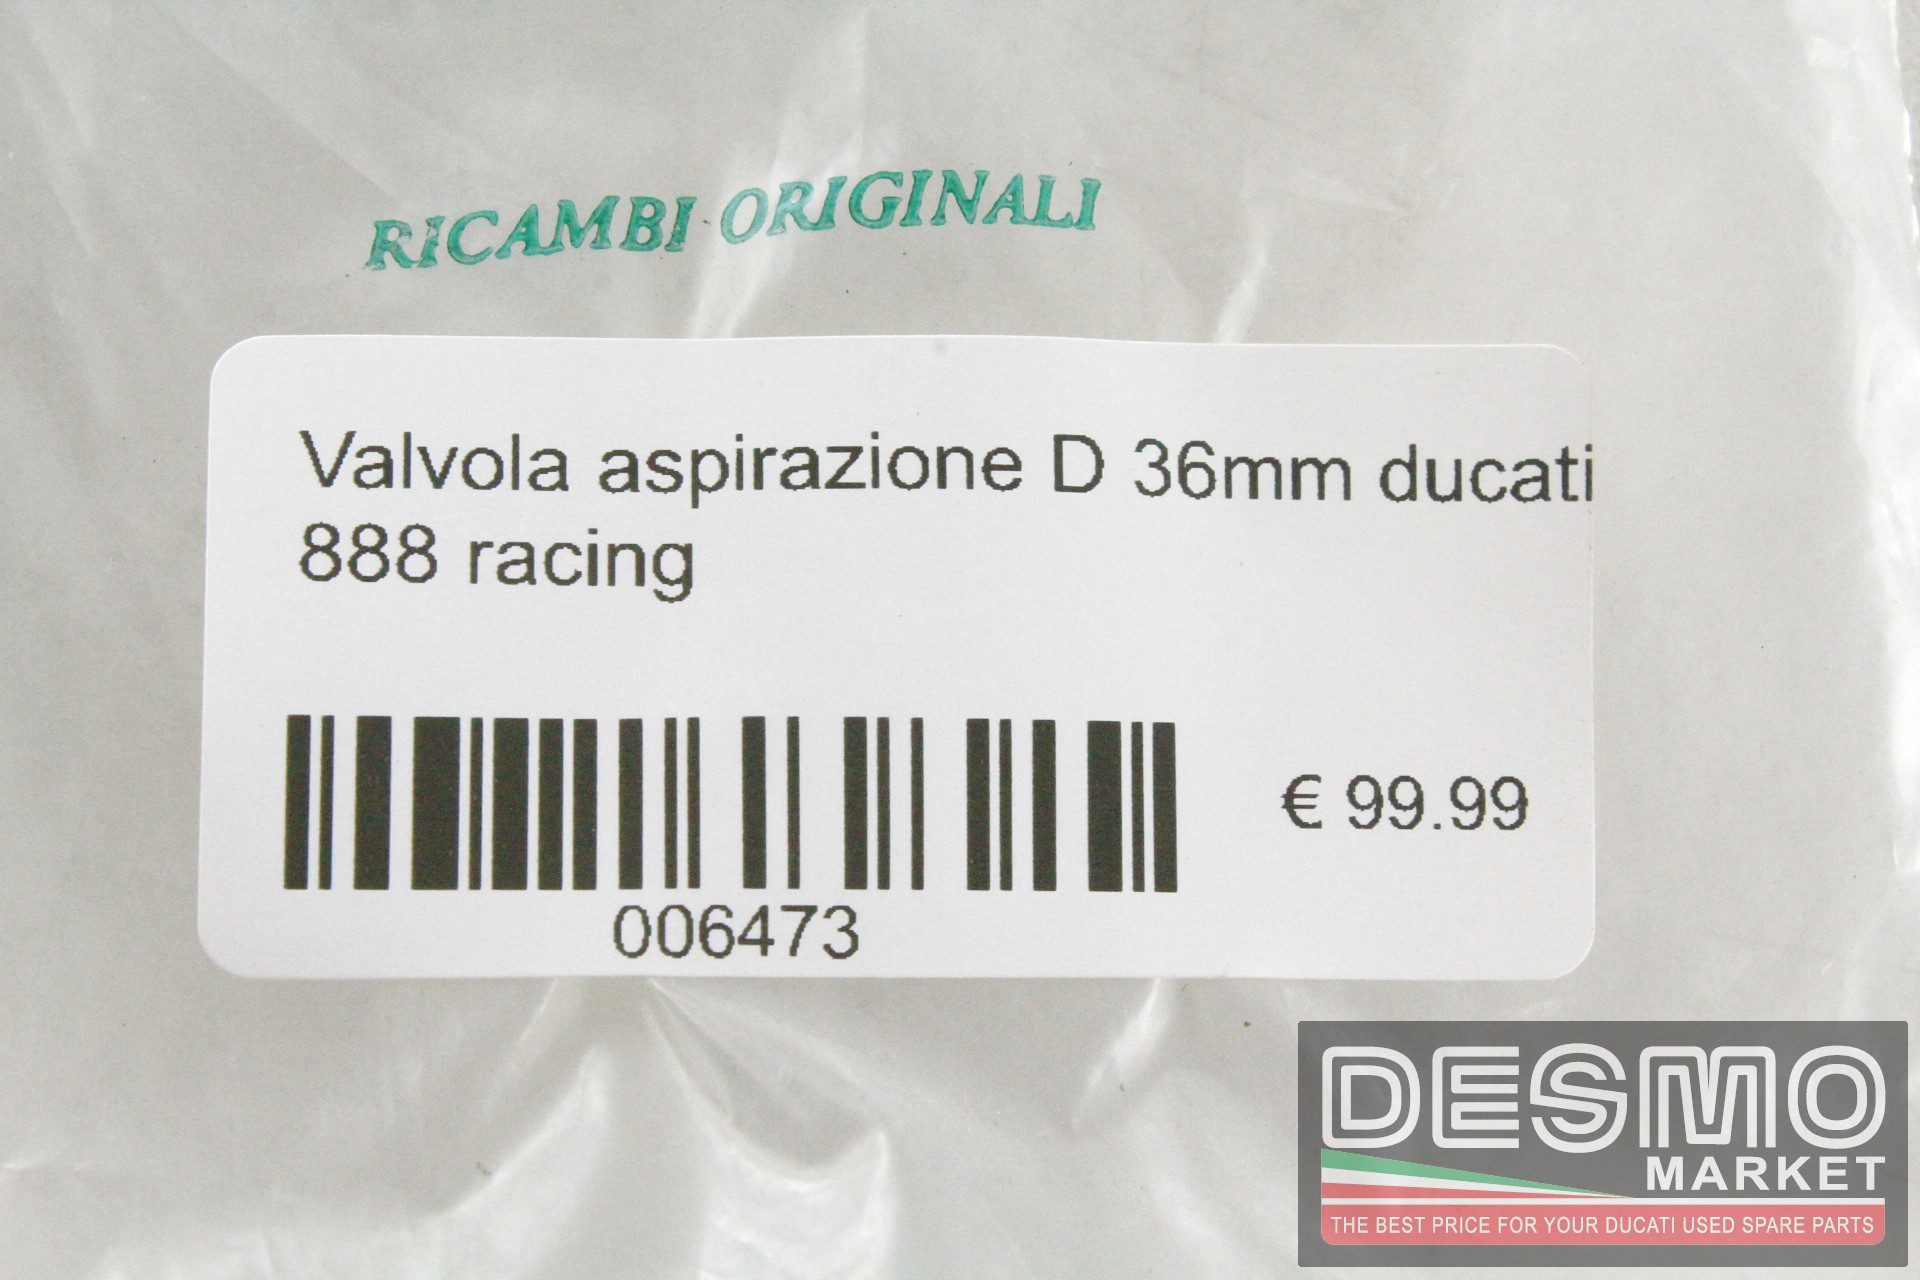 RICAMBI ORIGINALI
Valvola aspirazione D 36mm ducati
888 racing
€ 99.99
006473
DESMO
MARKET
THE BEST PRICE FOR YOUR DUCATI USED SPARE PARTS